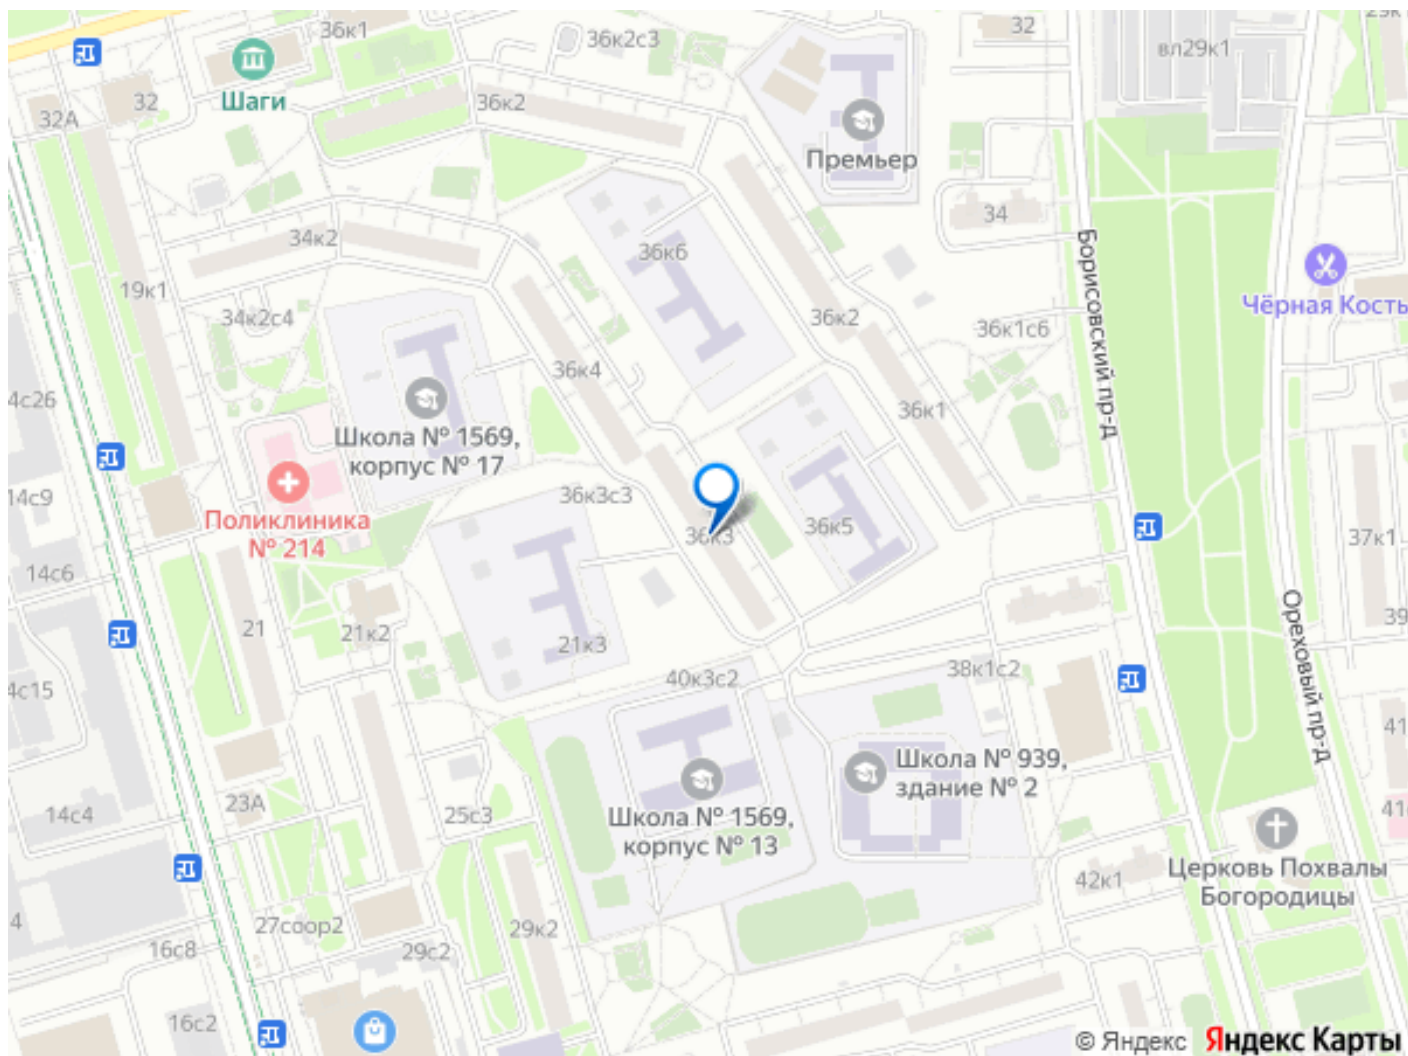 36к1
36к2с3
32
вл29к1
Шаги
32
32А
36к2
Премьер
34
34к2
36к6
19к1
34к2с4
36к2
36к1с6
Борисовский пр-д
Чёрная Кость
36к4
4с26
36к1
Школа № 1569,
корпус № 17
14с9
36к3с3
Поликлиника
№ 214
36к3
36к5
37к1
14с6
21
21к2
21к3
39
Ореховый пр-д
4с15
40к3с2
38к1с2
41
Школа № 939,
здание № 2
23А
14с4
25с3
Школа № 1569,
корпус № 13
Церковь Похвалы
Богородицы
42к1
4
27соор2
29к2
16с8
29с2
16с2
© Яндекс
Яндекс Карты